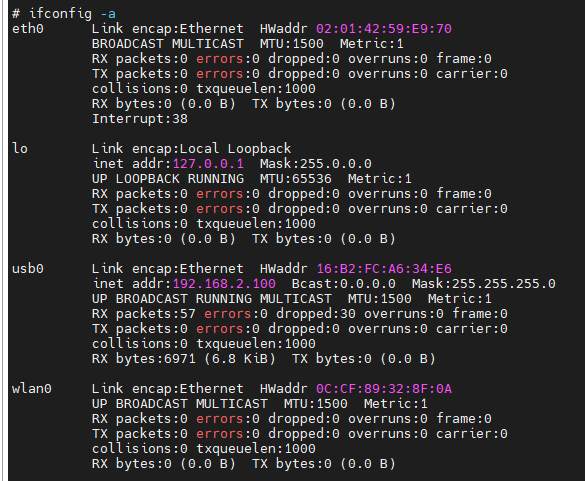 # ifconfig -a
eth0      Link encap:Ethernet  HWaddr 02:01:42:59:E9:70
          BROADCAST MULTICAST  MTU:1500  Metric:1
          RX packets:0 errors:0 dropped:0 overruns:0 frame:0
          TX packets:0 errors:0 dropped:0 overruns:0 carrier:0
          collisions:0 txqueuelen:1000
          RX bytes:0 (0.0 B)  TX bytes:0 (0.0 B)
          Interrupt:38

lo        Link encap:Local Loopback
          inet addr:127.0.0.1  Mask:255.0.0.0
          UP LOOPBACK RUNNING  MTU:65536  Metric:1
          RX packets:0 errors:0 dropped:0 overruns:0 frame:0
          TX packets:0 errors:0 dropped:0 overruns:0 carrier:0
          collisions:0 txqueuelen:1000
          RX bytes:0 (0.0 B)  TX bytes:0 (0.0 B)

usb0      Link encap:Ethernet  HWaddr 16:B2:FC:A6:34:E6
          inet addr:192.168.2.100  Bcast:0.0.0.0  Mask:255.255.255.0
          UP BROADCAST RUNNING MULTICAST  MTU:1500  Metric:1
          RX packets:57 errors:0 dropped:30 overruns:0 frame:0
          TX packets:0 errors:0 dropped:0 overruns:0 carrier:0
          collisions:0 txqueuelen:1000
          RX bytes:6971 (6.8 KiB)  TX bytes:0 (0.0 B)

wlan0     Link encap:Ethernet  HWaddr 0C:CF:89:32:8F:0A
          UP BROADCAST MULTICAST  MTU:1500  Metric:1
          RX packets:0 errors:0 dropped:0 overruns:0 frame:0
          TX packets:0 errors:0 dropped:0 overruns:0 carrier:0
          collisions:0 txqueuelen:1000
          RX bytes:0 (0.0 B)  TX bytes:0 (0.0 B)